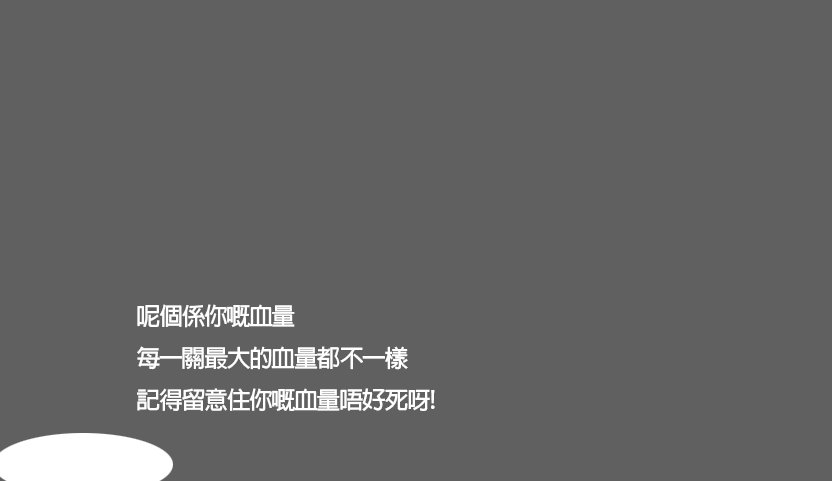 呢個係你嘅血量
每一關最大的血量都不一樣
記得留意住你嘅血量唔好死呀!